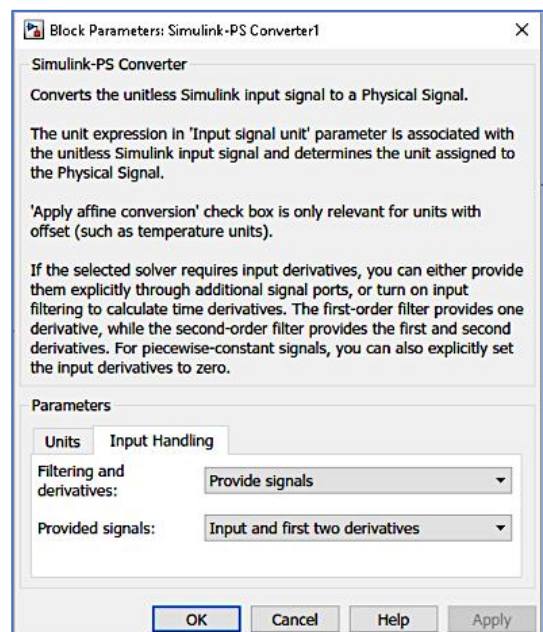 Block Parameters: Simulink-PS Converter1
Simulink-PS Converter
Converts the unitless Simulink input signal to a Physical Signal.
The unit expression in 'Input signal unit' parameter is associated with
the unitless Simulink input signal and determines the unit assigned to
the Physical Signal.
'Apply affine conversion' check box is only relevant for units with
offset (such as temperature units).
If the selected solver requires input derivatives, you can either provide
them explicitly through additional signal ports, or turn on input
filtering to calculate time derivatives. The first-order filter provides one
derivative, while the second-order filter provides the first and second
derivatives. For piecewise-constant signals, you can also explicitly set
the input derivatives to zero.
Parameters
Units Input Handling
Filtering and
derivatives:
Provide signals
Provided signals: Input and first two derivatives
OK Cancel Help Apply